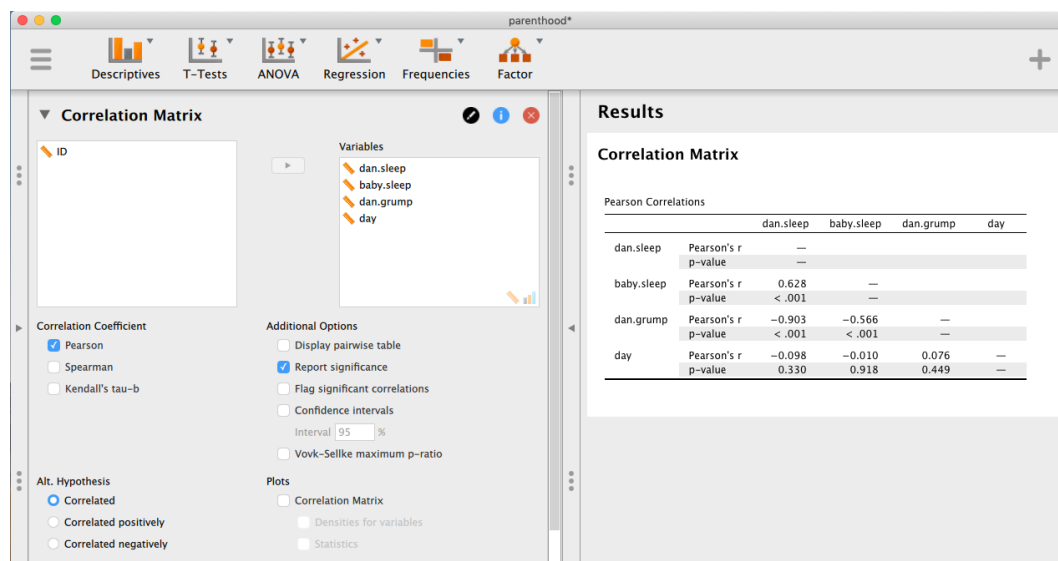 parenthood*
Descriptives T-Tests ANOVA Regression Frequencies Factor
Correlation Matrix
ID
Variables
dan.sleep
baby.sleep
dan.grump
day
Correlation Coefficient
Pearson
Spearman
Kendall's tau-b
Additional Options
Display pairwise table
Report significance
Flag significant correlations
Confidence intervals
Interval 95 %
Vovk-Sellke maximum p-ratio
Alt. Hypothesis
Correlated
Correlated positively
Correlated negatively
Plots
Correlation Matrix
Densities for variables
Statistics
Results
Correlation Matrix
Pearson Correlations
dan.sleep baby.sleep dan.grump day
dan.sleep Pearson's r —
p-value —
baby.sleep Pearson's r 0.628 —
p-value < .001 —
dan.grump Pearson's r −0.903 −0.566 —
p-value < .001 < .001 —
day Pearson's r −0.098 −0.010 0.076 —
p-value 0.330 0.918 0.449 —